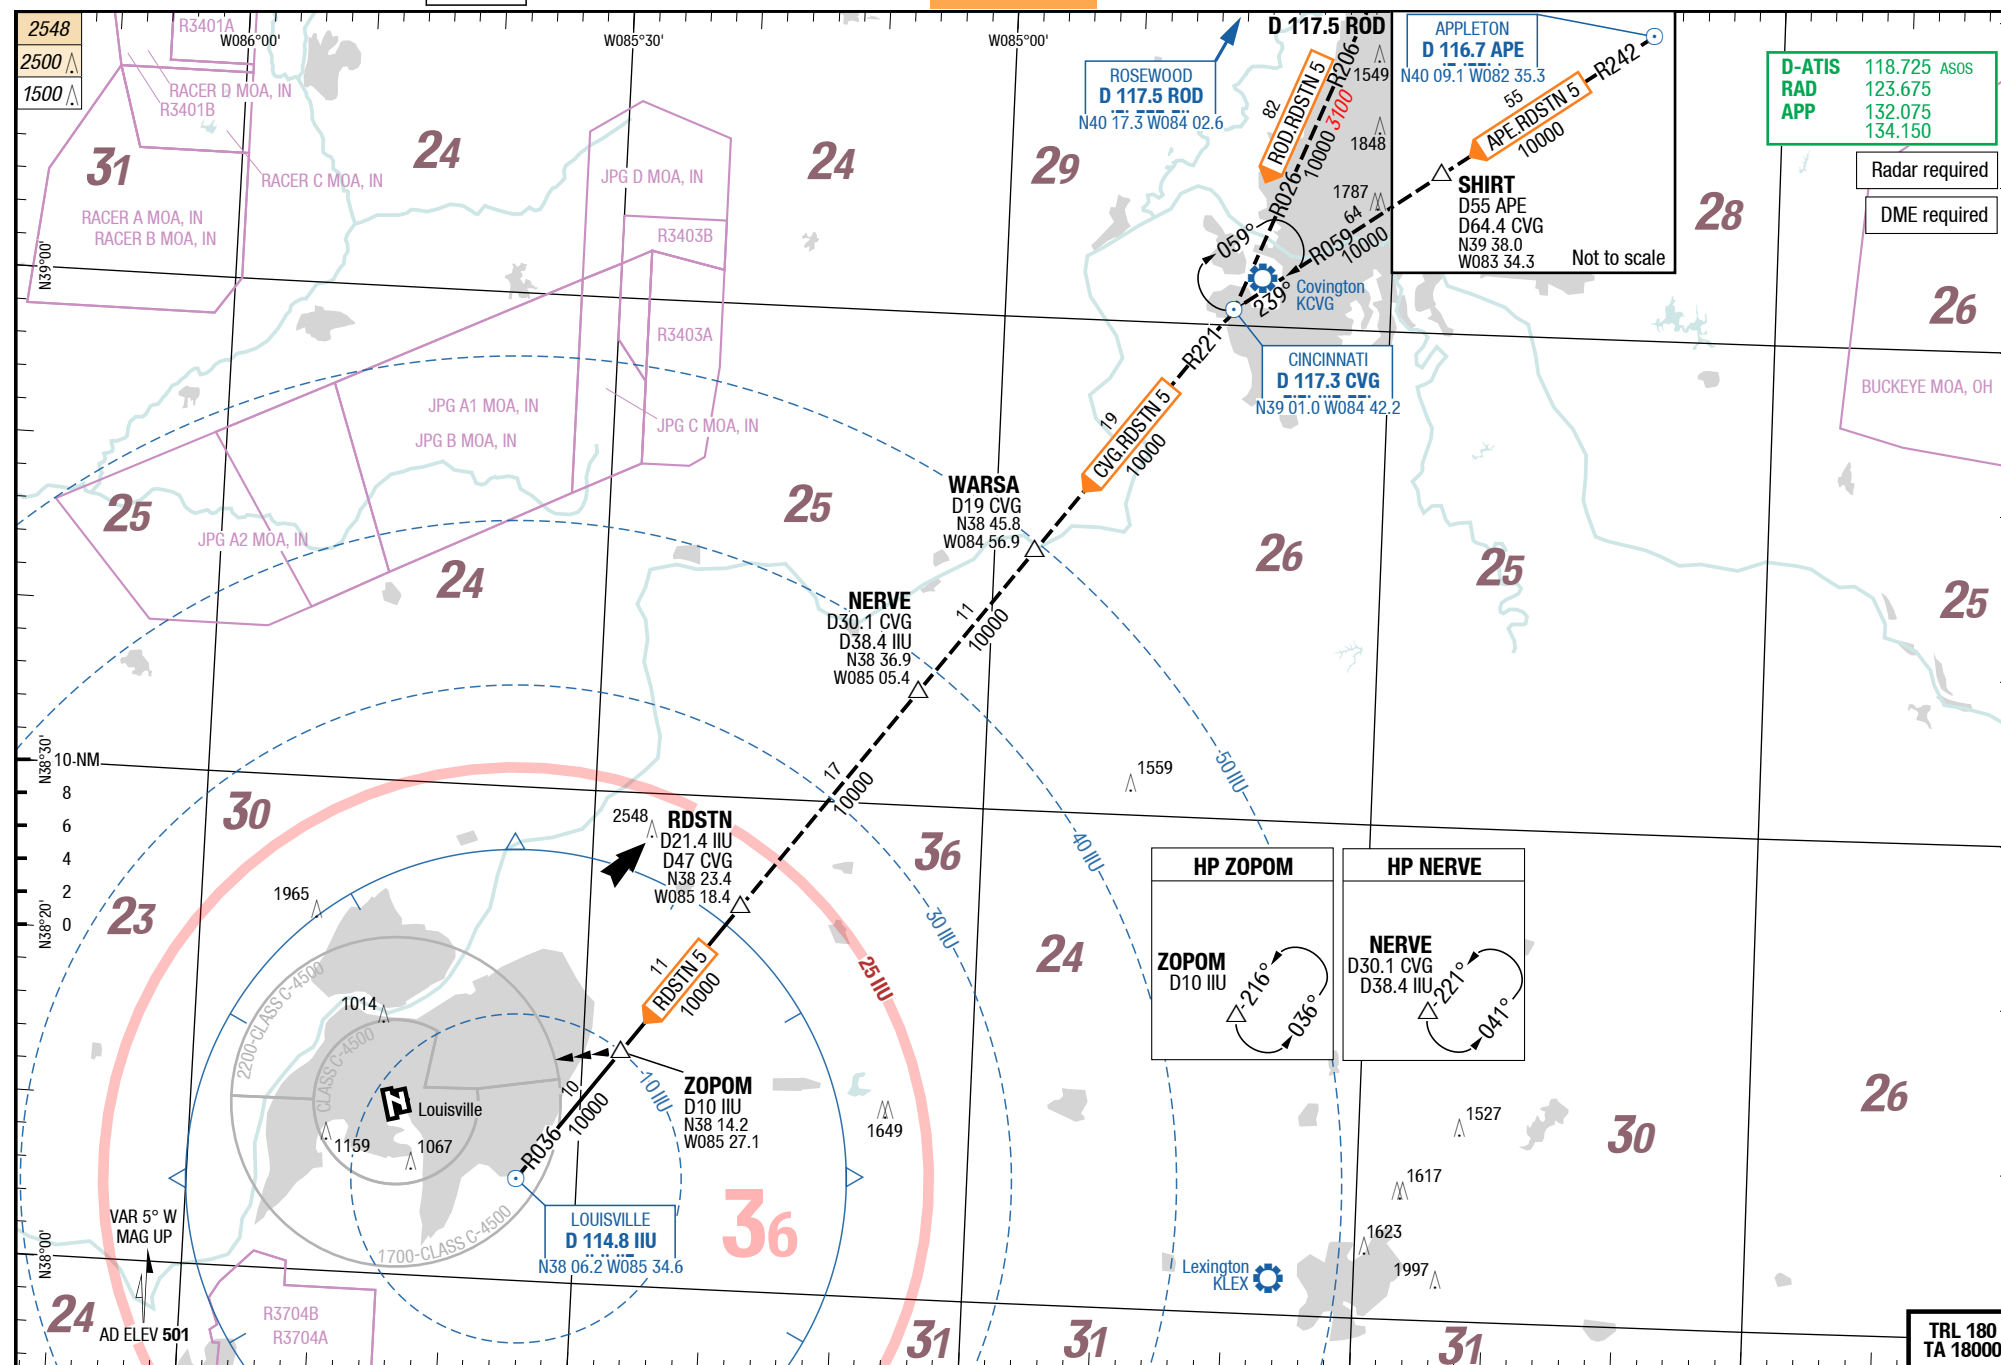 2548
2500
1500
W086°00'
W085°30'
W085°00'
R3401A
RACER D MOA, IN
R3401B
RACER C MOA, IN
31
RACER A MOA, IN
RACER B MOA, IN
24
24
29
28
26
JPG D MOA, IN
R3403B
R3403A
JPG C MOA, IN
JPG A1 MOA, IN
JPG B MOA, IN
JPG A2 MOA, IN
N39°00'
ROSEWOOD
D 117.5 ROD
N40 17.3 W084 02.6
D 117.5 ROD
R206
ROD.RDSTN 5
82
10000
3100
R026
1549
1848
1787
APPLETON
D 116.7 APE
N40 09.1 W082 35.3
R242
55
APE.RDSTN 5
10000
SHIRT
D55 APE
D64.4 CVG
N39 38.0
W083 34.3
Not to scale
D-ATIS 118.725 ASOS
RAD 123.675
APP 132.075
134.150
Radar required
DME required
BUCKEYE MOA, OH
059°
R059
64
10000
239°
Covington
KCVG
CINCINNATI
D 117.3 CVG
N39 01.0 W084 42.2
R221
19
CVG.RDSTN 5
10000
WARSA
D19 CVG
N38 45.8
W084 56.9
25
24
25
26
25
25
NERVE
D30.1 CVG
D38.4 IIU
N38 36.9
W085 05.4
11
10000
17
10000
N38°30'
10-NM
8
6
4
2
0
N38°20'
30
23
36
24
1559
50 IIU
40 IIU
30 IIU
25 IIU
10 IIU
2548
RDSTN
D21.4 IIU
D47 CVG
N38 23.4
W085 18.4
11
RDSTN 5
10000
1965
1014
2200-CLASS C-4500
CLASS C-4500
1700-CLASS C-4500
Louisville
1159
1067
ZOPOM
D10 IIU
N38 14.2
W085 27.1
10
10000
R036
LOUISVILLE
D 114.8 IIU
N38 06.2 W085 34.6
36
1649
HP ZOPOM
ZOPOM
D10 IIU
216°
036°
HP NERVE
NERVE
D30.1 CVG
D38.4 IIU
221°
041°
26
30
1527
1617
1623
1997
Lexington
KLEX
VAR 5° W
MAG UP
N38°00'
24
AD ELEV 501
R3704B
R3704A
31
31
31
TRL 180
TA 18000